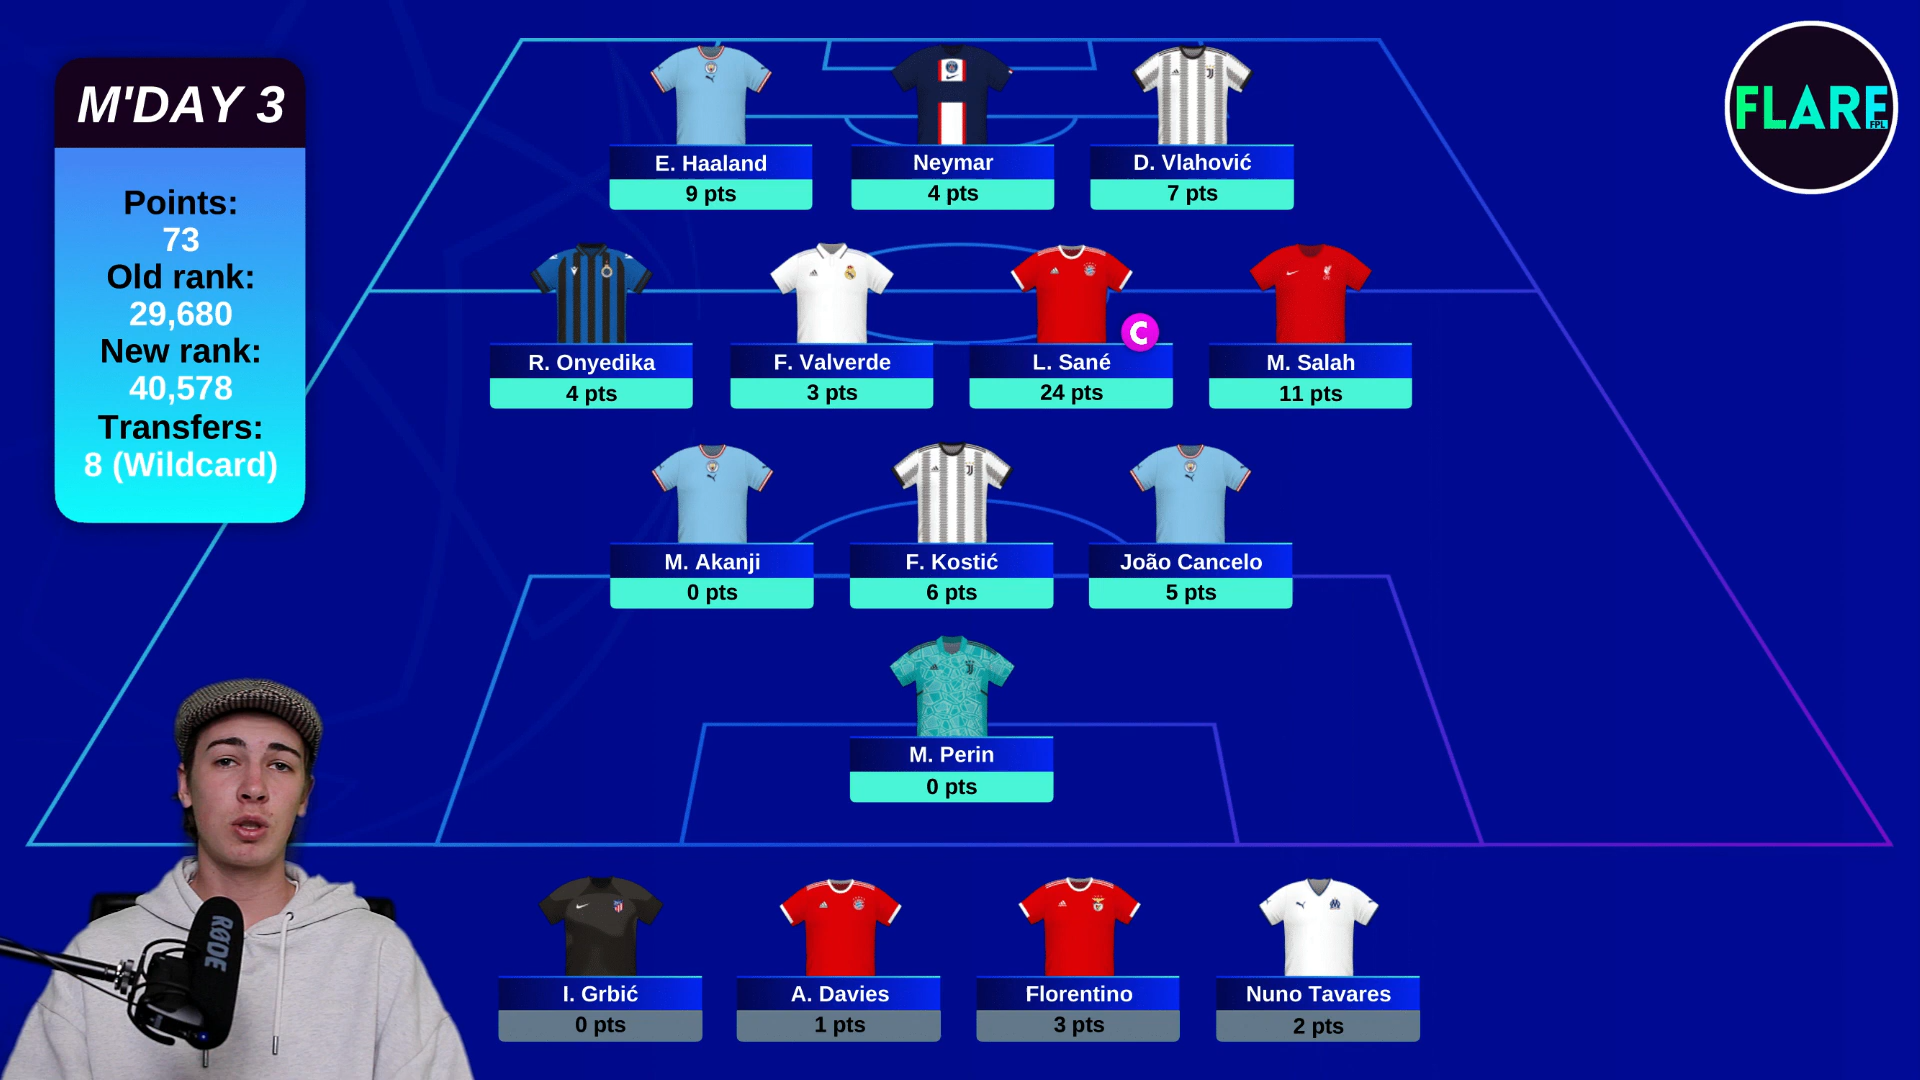 M'DAY 3
Points:
73
Old rank:
29,680
New rank:
40,578
Transfers:
8 (Wildcard)
FLARE
FPL
E. Haaland
9 pts
Neymar
4 pts
D. Vlahović
7 pts
R. Onyedika
4 pts
F. Valverde
3 pts
C
L. Sané
24 pts
M. Salah
11 pts
M. Akanji
0 pts
F. Kostić
6 pts
João Cancelo
5 pts
M. Perin
0 pts
I. Grbić
0 pts
A. Davies
1 pts
Florentino
3 pts
Nuno Tavares
2 pts
RØDE